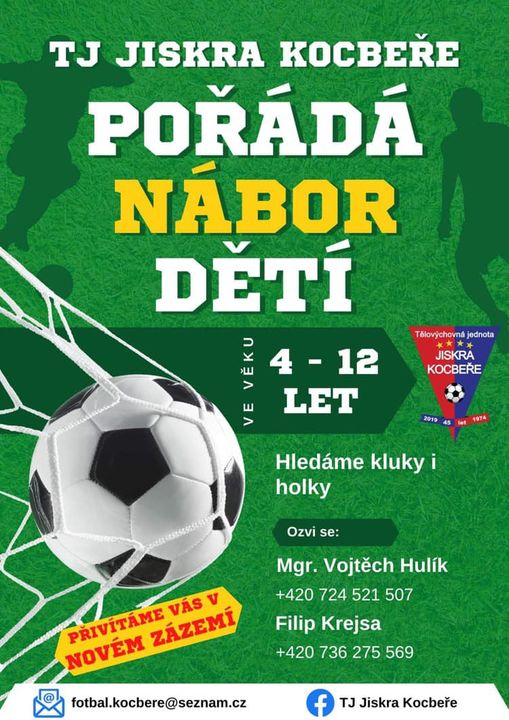 TJ JISKRA KOCBEŘE
POŘÁDÁ
NÁBOR
DĚTÍ
VE VĚKU
4 - 12
LET
Tělovýchovná jednota
JISKRA
KOCBEŘE
2019 45 let 1974
Hledáme kluky i
holky
Ozvi se:
Mgr. Vojtěch Hulík
+420 724 521 507
Filip Krejsa
+420 736 275 569
PŘIVÍTÁME VÁS V
NOVÉM ZÁZEMÍ
fotbal.kocbere@seznam.cz
TJ Jiskra Kocbeře